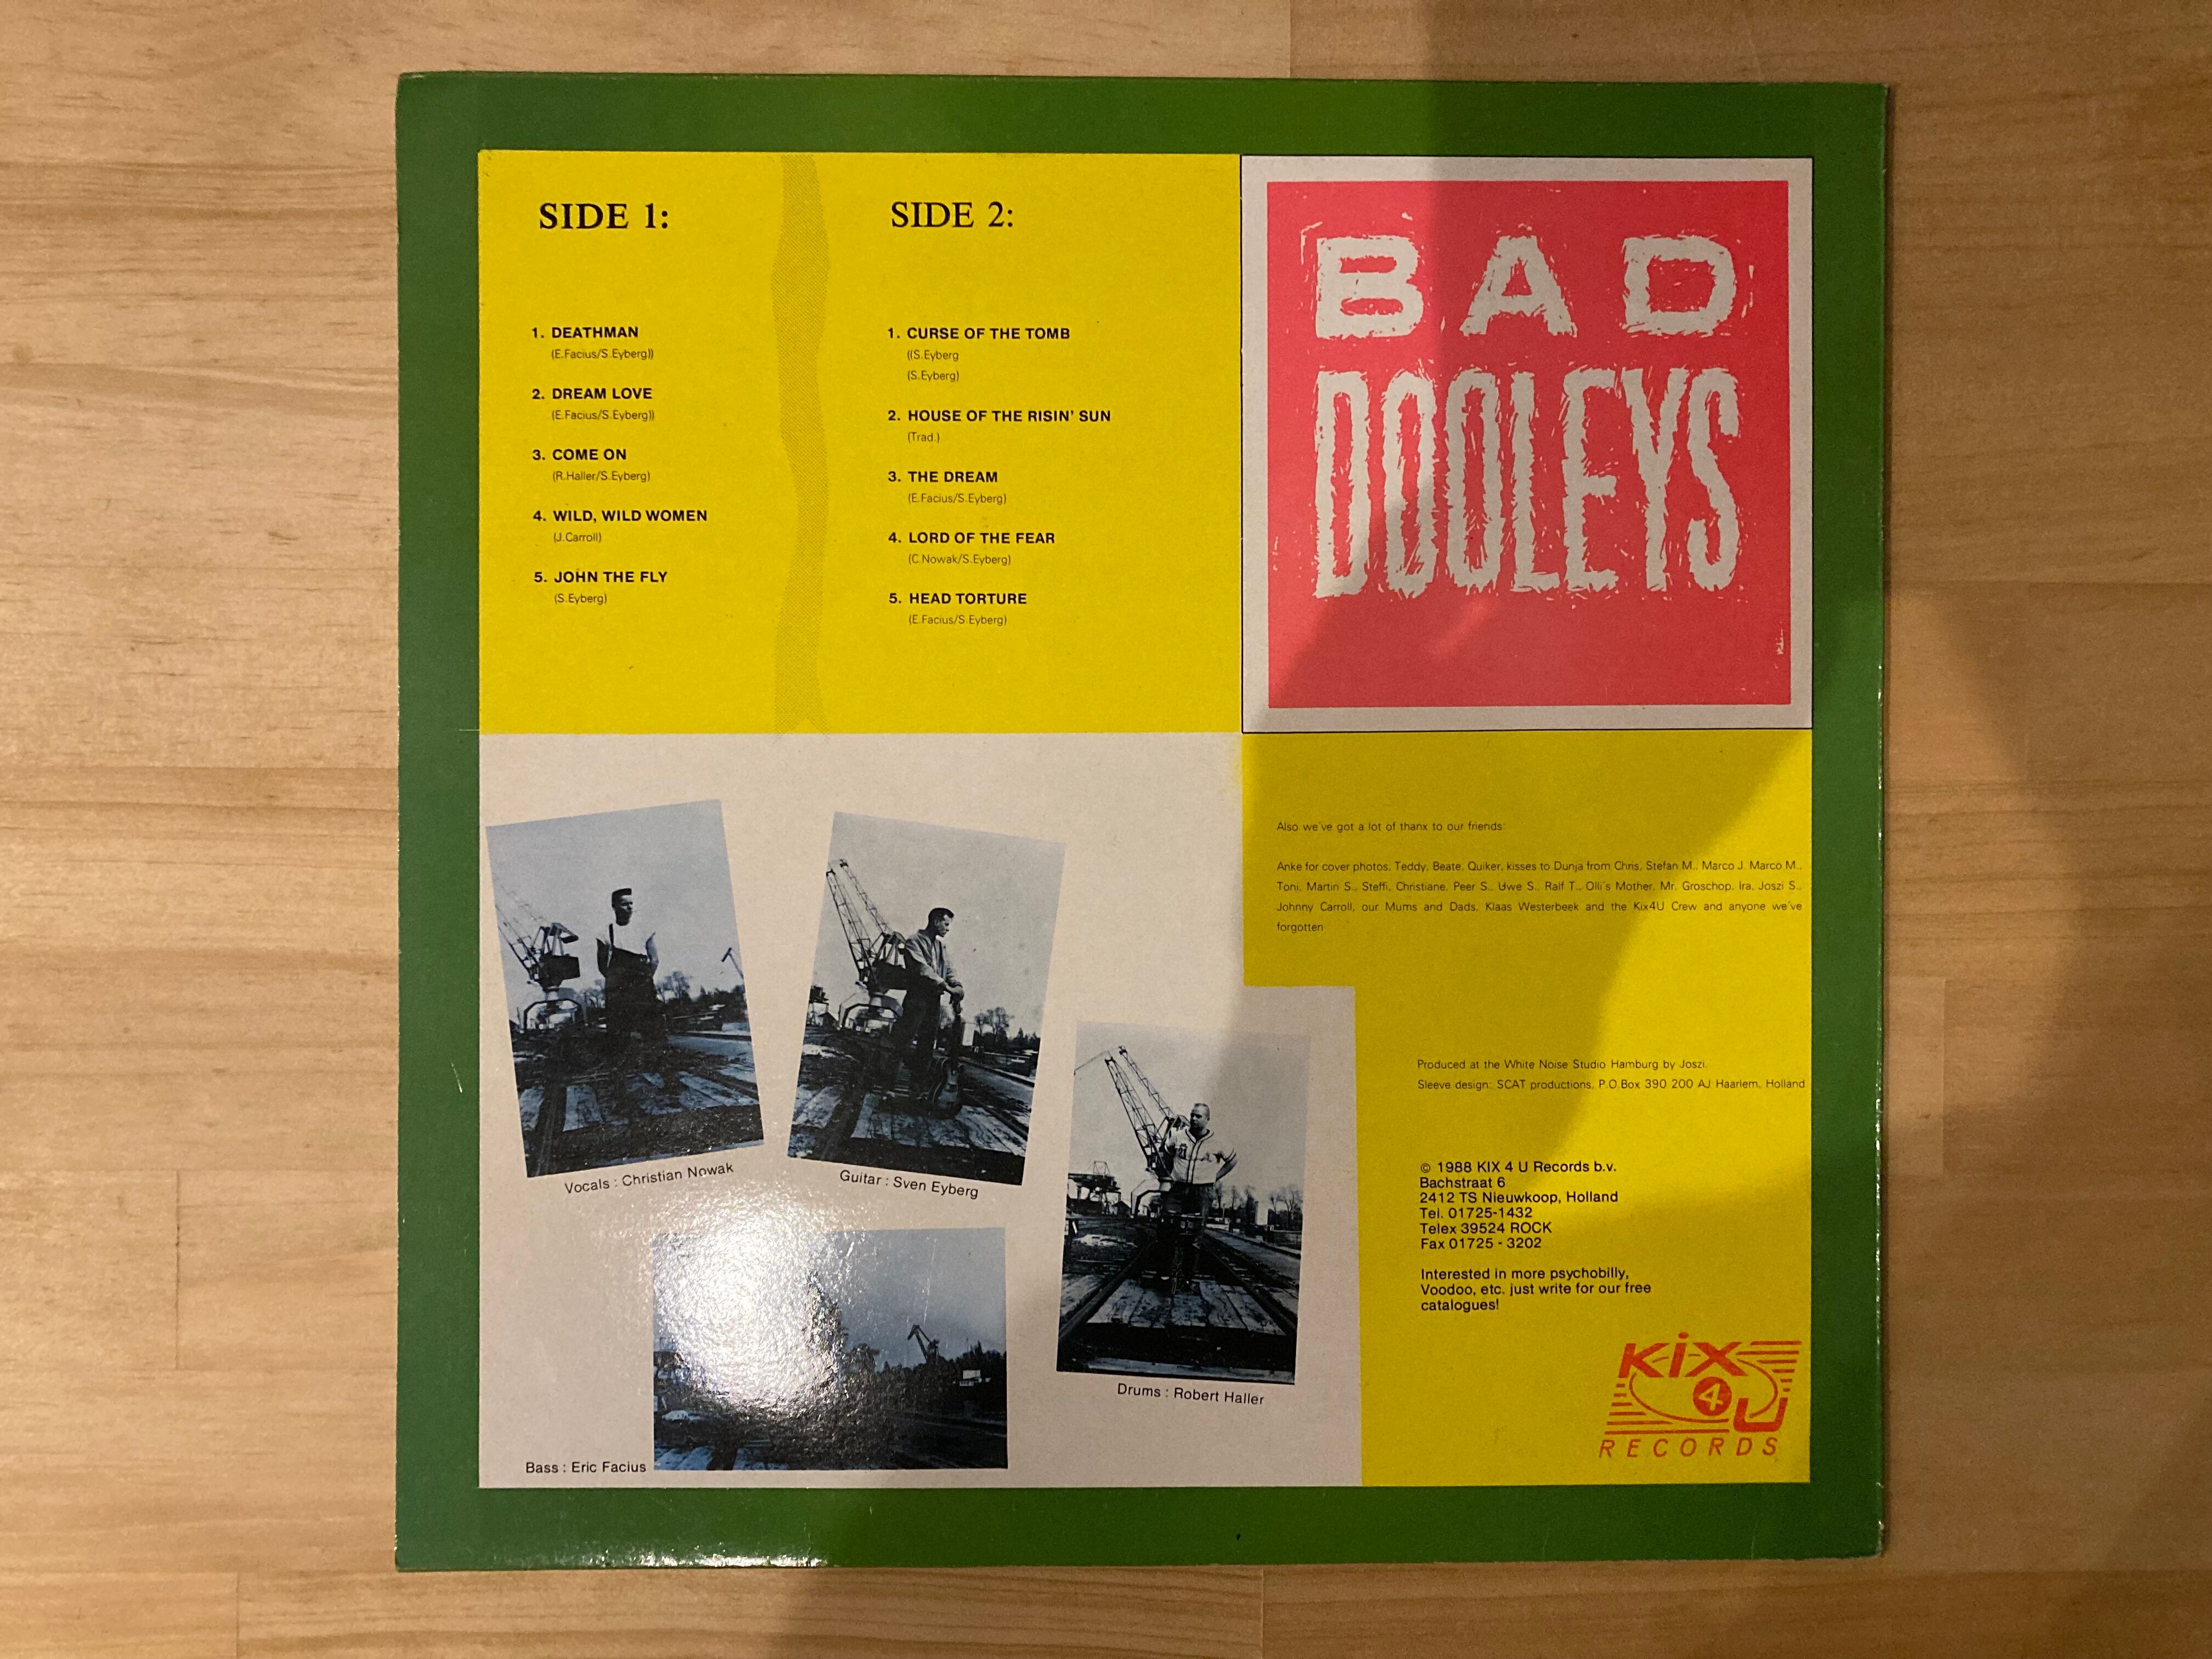 SIDE 1:
1. DEATHMAN
(E.Facius/S.Eyberg))
2. DREAM LOVE
(E.Facius/S.Eyberg))
3. COME ON
(R.Haller/S.Eyberg)
4. WILD, WILD WOMEN
(J.Carroll)
5. JOHN THE FLY
(S.Eyberg)
SIDE 2:
1. CURSE OF THE TOMB
((S.Eyberg
(S.Eyberg)
2. HOUSE OF THE RISIN' SUN
(Trad.)
3. THE DREAM
(E.Facius/S.Eyberg)
4. LORD OF THE FEAR
(C.Nowak/S.Eyberg)
5. HEAD TORTURE
(E.Facius/S.Eyberg)
BAD
DOOLEYS
Also we've got a lot of thanx to our friends:
Anke for cover photos, Teddy, Beate, Quiker, kisses to Dunja from Chris, Stefan M., Marco J. Marco M.,
Toni, Martin S., Steffi, Christiane, Peer S., Uwe S., Ralf T., Olli's Mother, Mr. Groschop, Ira, Joszi S.,
Johnny Carroll, our Mums and Dads, Klaas Westerbeek and the Kix4U Crew and anyone we've
forgotten
Produced at the White Noise Studio Hamburg by Joszi.
Sleeve design: SCAT productions, P.O.Box 390 200 AJ Haarlem, Holland
© 1988 KIX 4 U Records b.v.
Bachstraat 6
2412 TS Nieuwkoop, Holland
Tel. 01725-1432
Telex 39524 ROCK
Fax 01725 - 3202
Interested in more psychobilly,
Voodoo, etc. just write for our free
catalogues!
KiX
4 U
RECORDS
Vocals : Christian Nowak
Guitar : Sven Eyberg
Drums : Robert Haller
Bass : Eric Facius